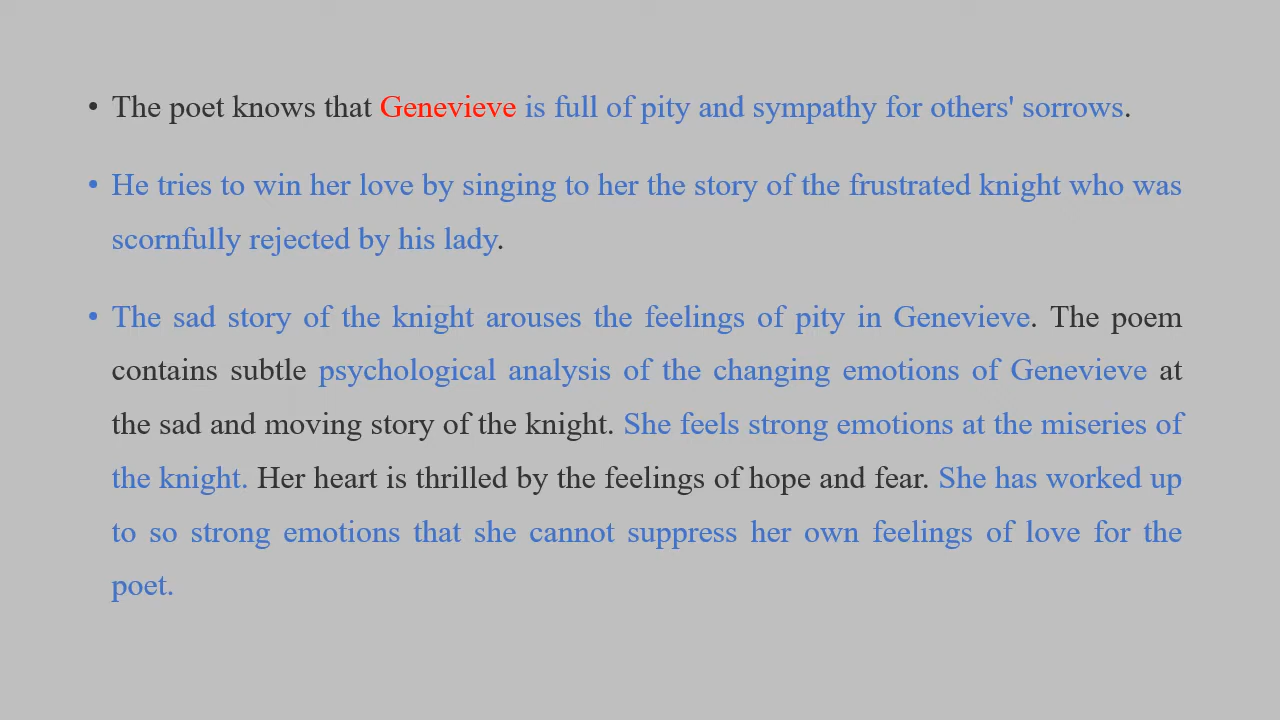 • The poet knows that Genevieve is full of pity and sympathy for others' sorrows.
• He tries to win her love by singing to her the story of the frustrated knight who was
scornfully rejected by his lady.
• The sad story of the knight arouses the feelings of pity in Genevieve. The poem
contains subtle psychological analysis of the changing emotions of Genevieve at
the sad and moving story of the knight. She feels strong emotions at the miseries of
the knight. Her heart is thrilled by the feelings of hope and fear. She has worked up
to so strong emotions that she cannot suppress her own feelings of love for the
poet.